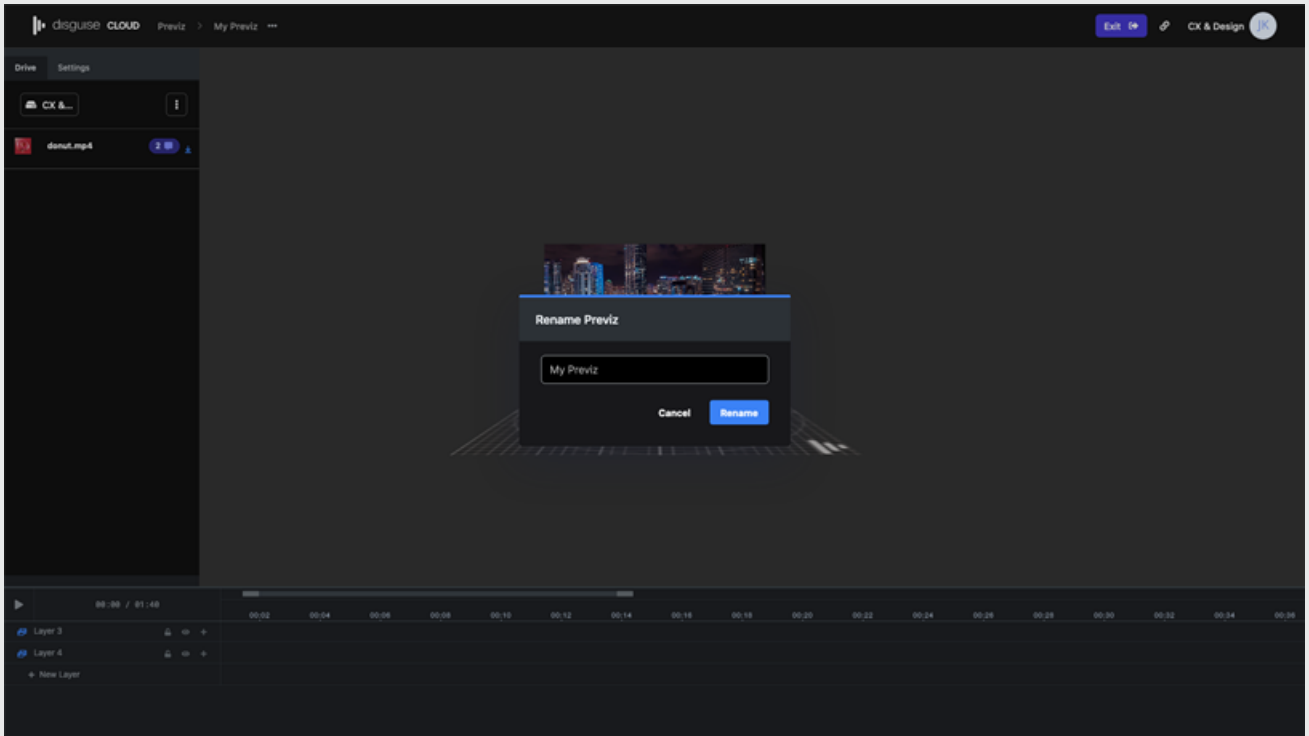 disguise CLOUD Previz > My Previz ···
Exit CX & Design JK
Drive Settings
CX &...
donut.mp4 2
Rename Previz
My Previz
Cancel Rename
00:00 / 01:40
00;02 00;04 00;06 00;08 00;10 00;12 00;14 00;16 00;18 00;20 00;22 00;24 00;26 00;28 00;30 00;32 00;34 00;36
Layer 3
Layer 4
+ New Layer